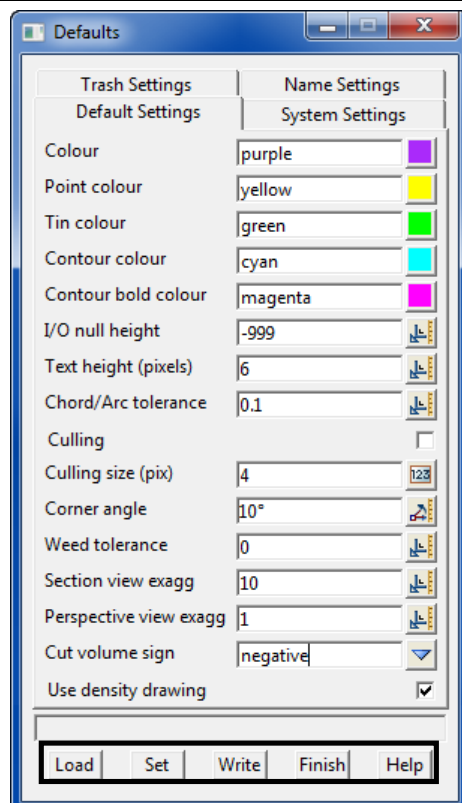 Defaults
Trash Settings Name Settings
Default Settings System Settings
Colour purple
Point colour yellow
Tin colour green
Contour colour cyan
Contour bold colour magenta
I/O null height -999
Text height (pixels) 6
Chord/Arc tolerance 0.1
Culling
Culling size (pix) 4 123
Corner angle 10°
Weed tolerance 0
Section view exagg 10
Perspective view exagg 1
Cut volume sign negative
Use density drawing
Load Set Write Finish Help